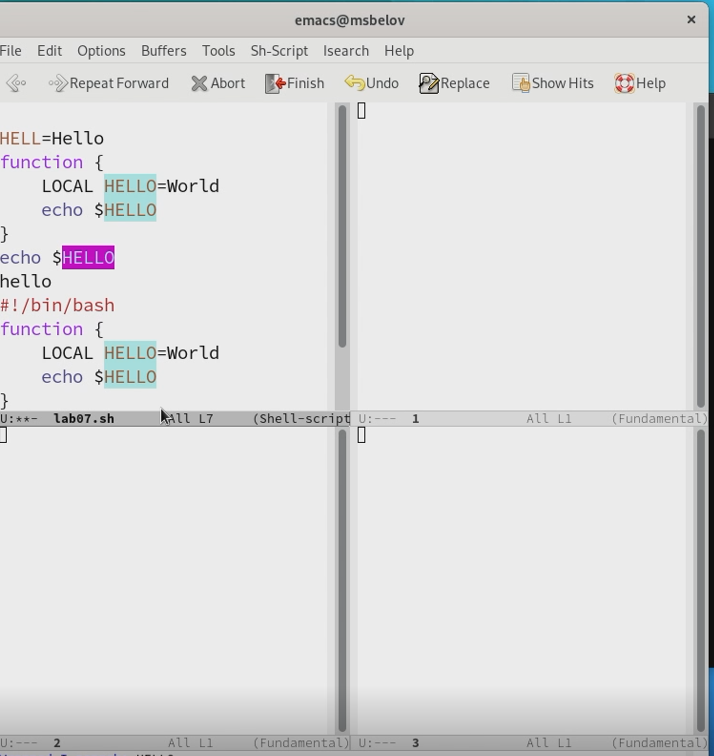 emacs@msbelov ×
File Edit Options Buffers Tools Sh-Script Isearch Help
Repeat Forward Abort Finish Undo Replace Show Hits Help
HELL=Hello
function {
    LOCAL HELLO=World
    echo $HELLO
}
echo $HELLO
hello
#!/bin/bash
function {
    LOCAL HELLO=World
    echo $HELLO
}
U:**- lab07.sh All L7 (Shell-script
U:--- 1 All L1 (Fundamental)
U:--- 2 All L1 (Fundamental)
U:--- 3 All L1 (Fundamental)